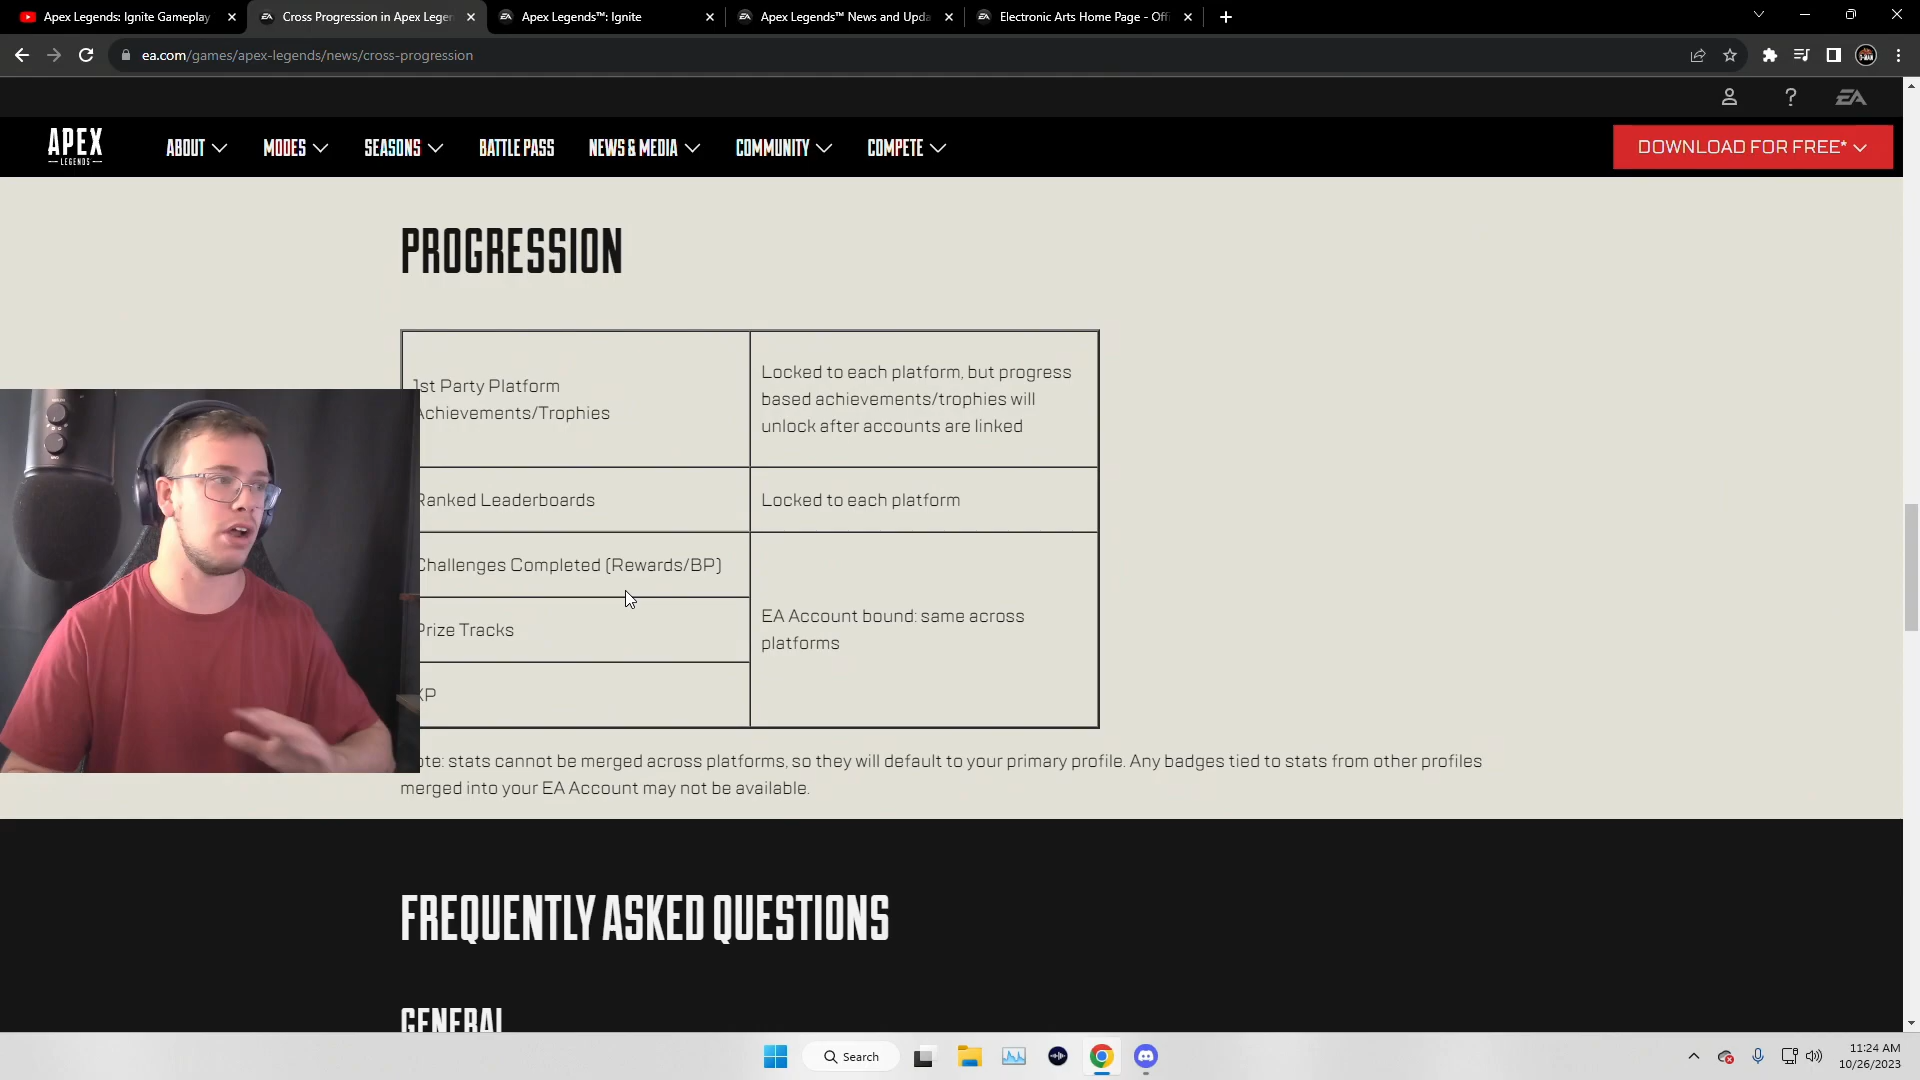 Apex Legends: Ignite Gameplay
Cross Progression in Apex Legen
Apex Legends™: Ignite
Apex Legends™ News and Upda
Electronic Arts Home Page - Offi
ea.com/games/apex-legends/news/cross-progression
EA
APEX
LEGENDS
ABOUT
MODES
SEASONS
BATTLE PASS
NEWS & MEDIA
COMMUNITY
COMPETE
DOWNLOAD FOR FREE*
PROGRESSION
1st Party Platform
Achievements/Trophies
Locked to each platform, but progress
based achievements/trophies will
unlock after accounts are linked
Ranked Leaderboards
Locked to each platform
Challenges Completed (Rewards/BP)
Prize Tracks
XP
EA Account bound: same across
platforms
ote: stats cannot be merged across platforms, so they will default to your primary profile. Any badges tied to stats from other profiles
merged into your EA Account may not be available.
FREQUENTLY ASKED QUESTIONS
GENERAL
Search
11:24 AM
10/26/2023